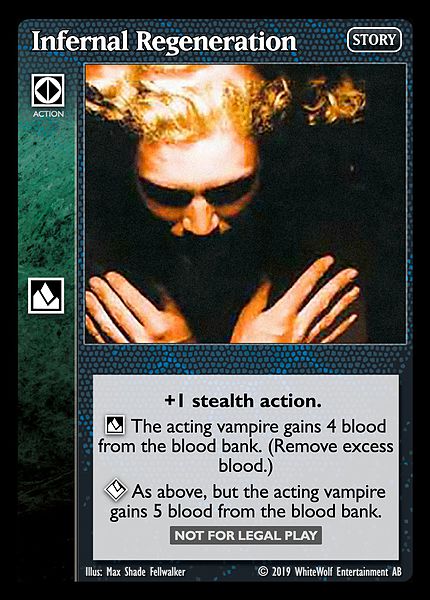 Infernal Regeneration
STORY
ACTION
+1 stealth action.
The acting vampire gains 4 blood
from the blood bank. (Remove excess
blood.)
As above, but the acting vampire
gains 5 blood from the blood bank.
NOT FOR LEGAL PLAY
Illus: Max Shade Fellwalker
© 2019 WhiteWolf Entertainment AB